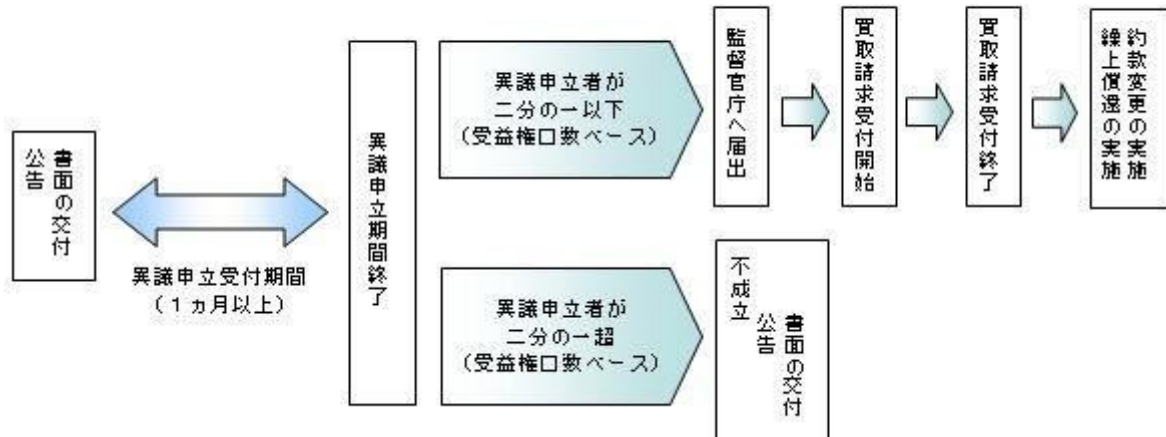 書面の交付
公告
異議申立受付期間
(1ヵ月以上)
異議申立期間終了
異議申立者が
二分の一以下
(受益権口数ベース)
監督官庁へ届出
買取請求受付開始
買取請求受付終了
約款変更の実施
繰上償還の実施
異議申立者が
二分の一超
(受益権口数ベース)
不成立
書面の交付
公告